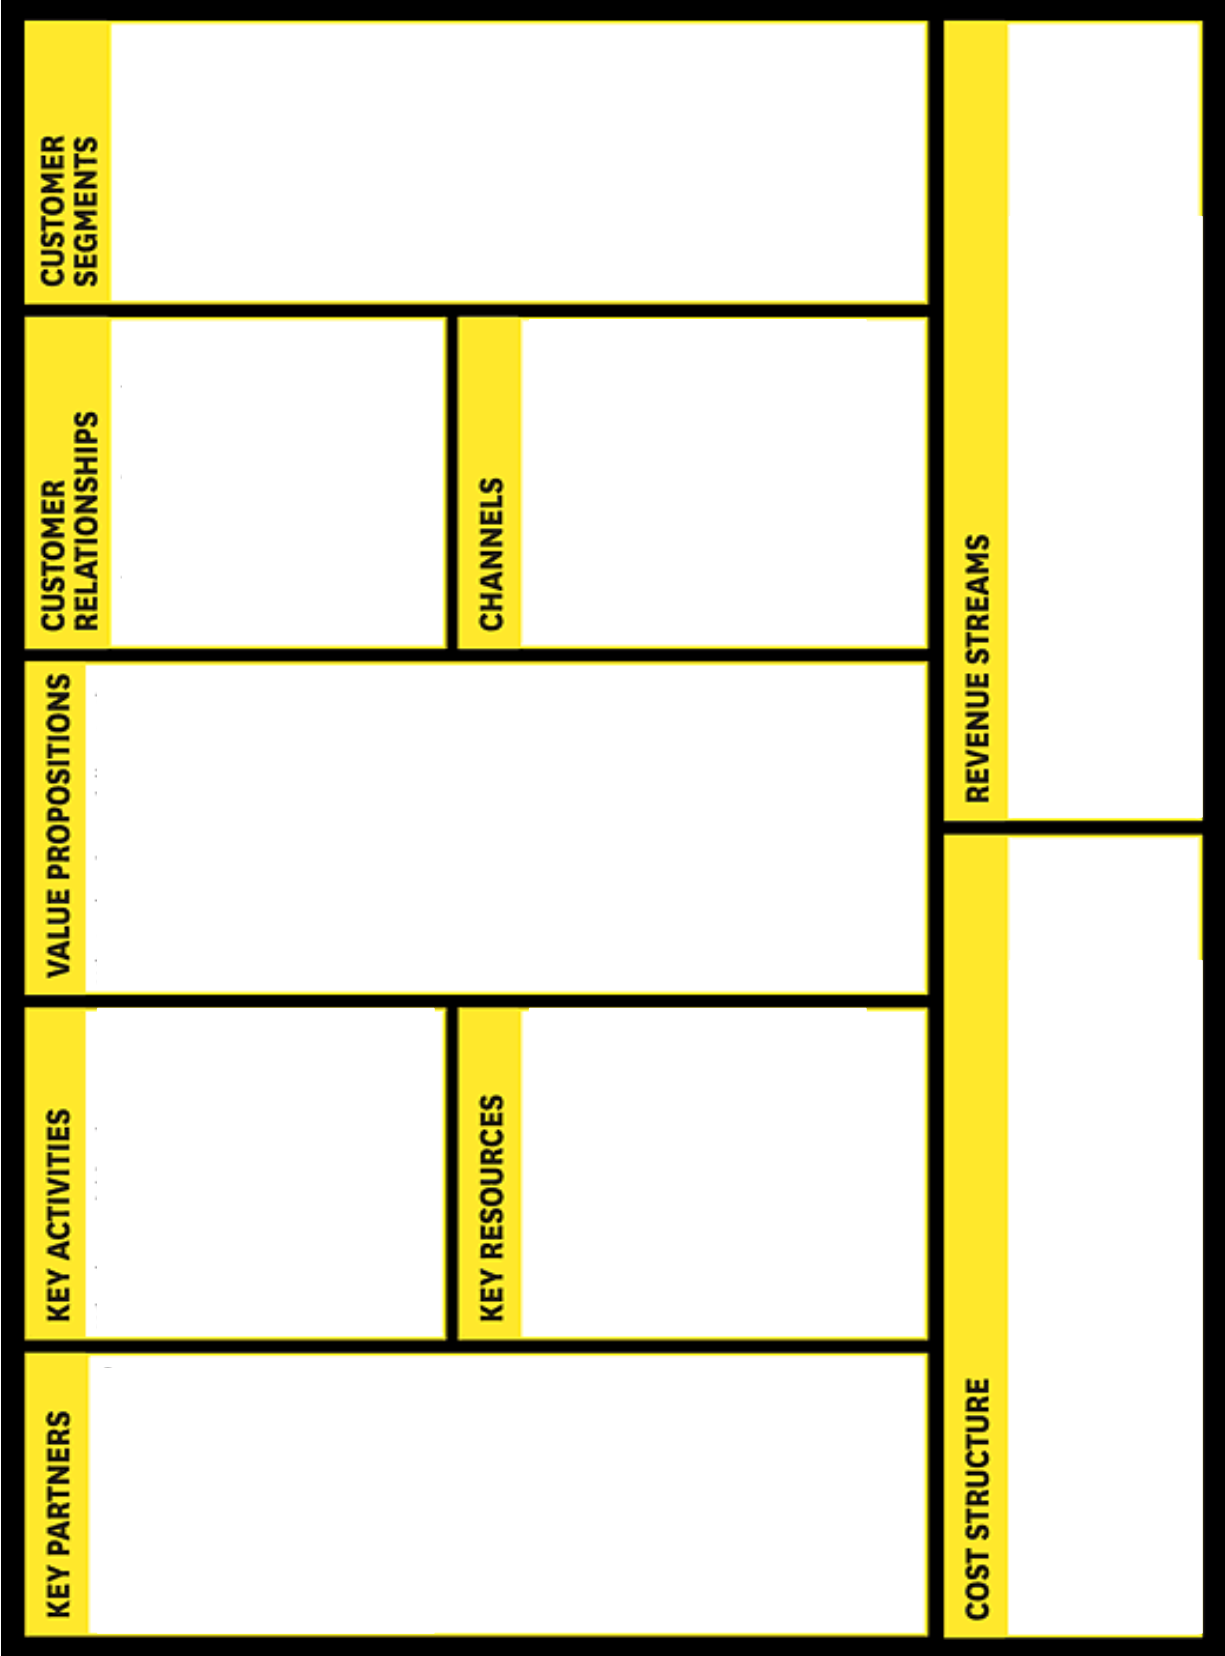 KEY PARTNERS
KEY ACTIVITIES
KEY RESOURCES
VALUE PROPOSITIONS
CUSTOMER
RELATIONSHIPS
CHANNELS
CUSTOMER
SEGMENTS
COST STRUCTURE
REVENUE STREAMS